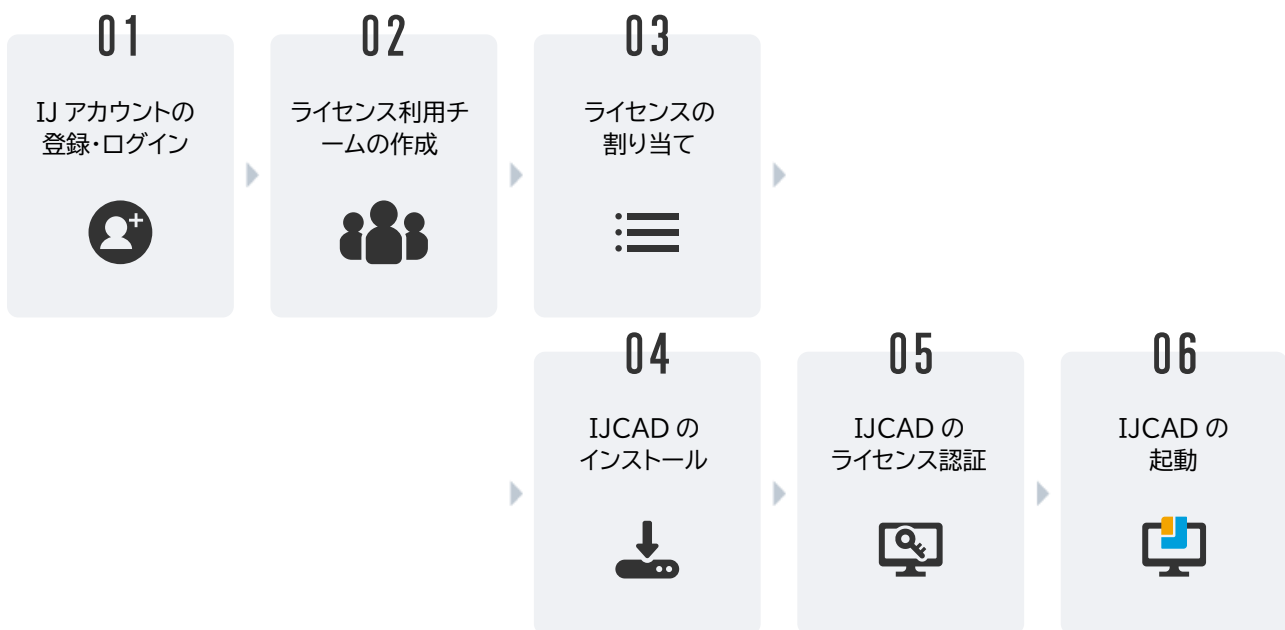 01
IJ アカウントの
登録・ログイン
02
ライセンス利用チ
ームの作成
03
ライセンスの
割り当て
04
IJCAD の
インストール
05
IJCAD の
ライセンス認証
06
IJCAD の
起動